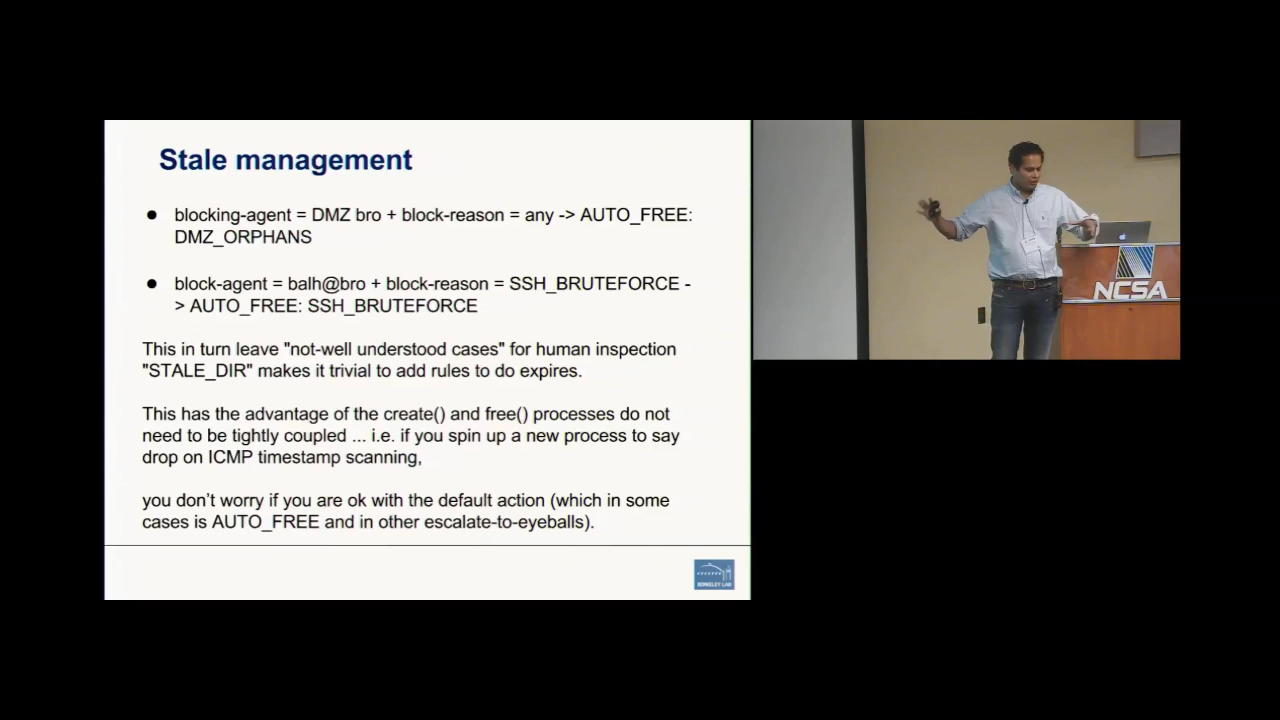 Stale management
● blocking-agent = DMZ bro + block-reason = any -> AUTO_FREE:
DMZ_ORPHANS
● block-agent = balh@bro + block-reason = SSH_BRUTEFORCE -
> AUTO_FREE: SSH_BRUTEFORCE
This in turn leave "not-well understood cases" for human inspection
"STALE_DIR" makes it trivial to add rules to do expires.
This has the advantage of the create() and free() processes do not
need to be tightly coupled ... i.e. if you spin up a new process to say
drop on ICMP timestamp scanning,
you don’t worry if you are ok with the default action (which in some
cases is AUTO_FREE and in other escalate-to-eyeballs).
BERKELEY LAB
NCSA